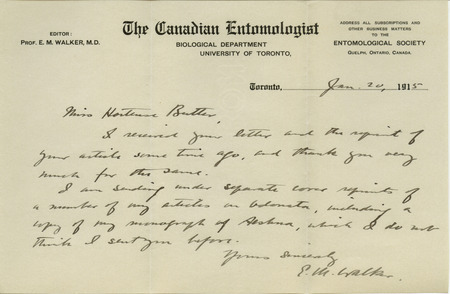 EDITOR:
PROF. E. M. WALKER, M.D.
The Canadian Entomologist
BIOLOGICAL DEPARTMENT
UNIVERSITY OF TORONTO,
ADDRESS ALL SUBSCRIPTIONS AND
OTHER BUSINESS MATTERS
TO THE
ENTOMOLOGICAL SOCIETY
GUELPH, ONTARIO, CANADA.
Toronto, Jan. 20, 1915
Miss Hortense Butler,
I received your letter and the reprint of
your article some time ago, and thank you very
much for the same.
I am sending under separate cover reprints of
a number of my articles on Odonata, including a
copy of my monograph of Aeshna, which I do not
think I sent you before.
Yours sincerely
E. M. Walker.